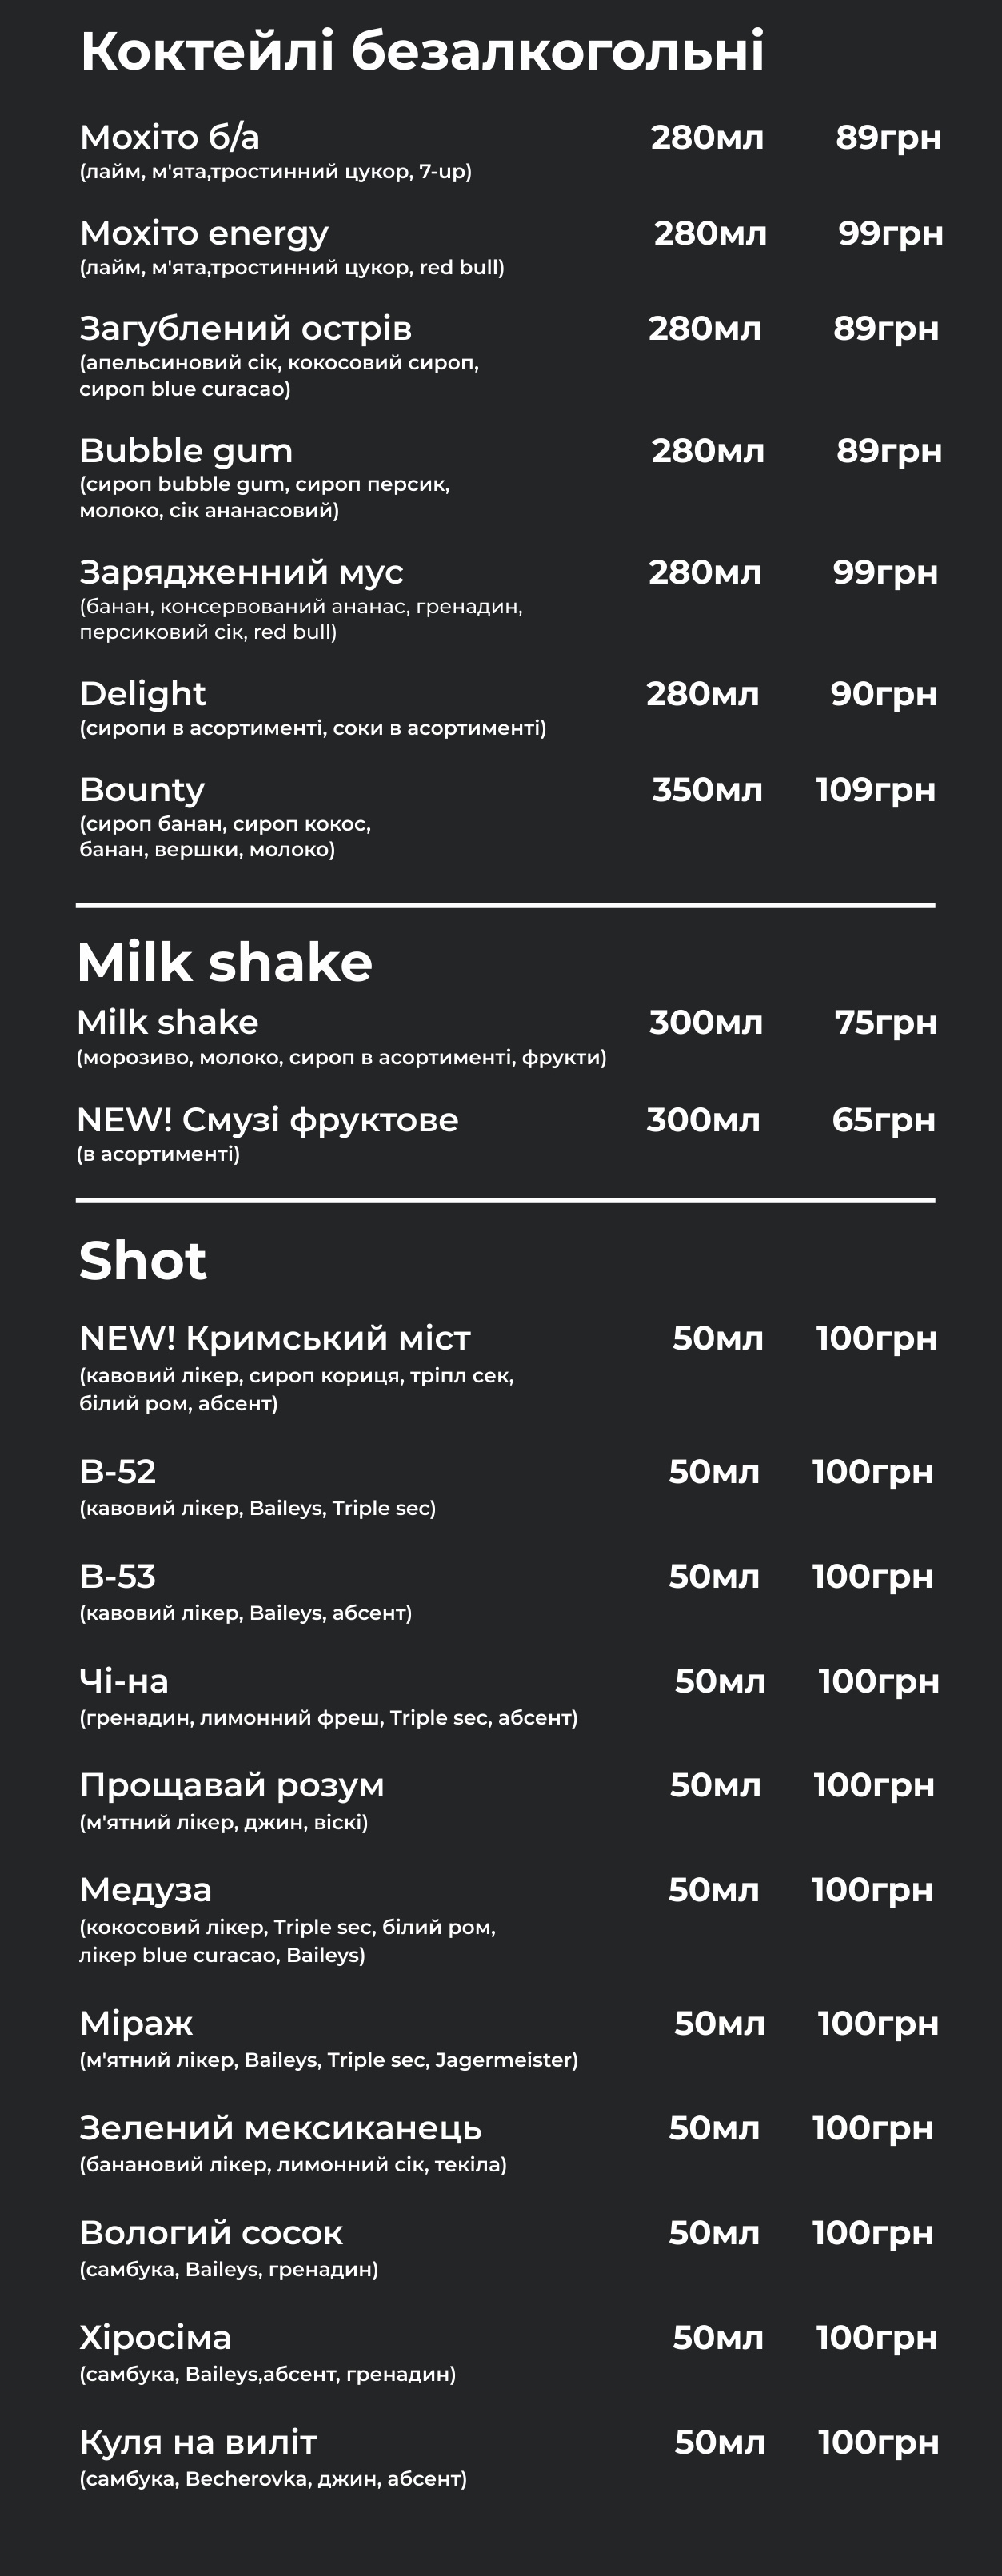 Коктейлі безалкогольні
Мохіто б/а 280мл 89грн
(лайм, м'ята,тростинний цукор, 7-up)
Мохіто energy 280мл 99грн
(лайм, м'ята,тростинний цукор, red bull)
Загублений острів 280мл 89грн
(апельсиновий сік, кокосовий сироп,
сироп blue curacao)
Bubble gum 280мл 89грн
(сироп bubble gum, сироп персик,
молоко, сік ананасовий)
Зарядженний мус 280мл 99грн
(банан, консервований ананас, гренадин,
персиковий сік, red bull)
Delight 280мл 90грн
(сиропи в асортименті, соки в асортименті)
Bounty 350мл 109грн
(сироп банан, сироп кокос,
банан, вершки, молоко)
Milk shake
Milk shake 300мл 75грн
(морозиво, молоко, сироп в асортименті, фрукти)
NEW! Смузі фруктове 300мл 65грн
(в асортименті)
Shot
NEW! Кримський міст 50мл 100грн
(кавовий лікер, сироп кориця, тріпл сек,
білий ром, абсент)
B-52 50мл 100грн
(кавовий лікер, Baileys, Triple sec)
B-53 50мл 100грн
(кавовий лікер, Baileys, абсент)
Чі-на 50мл 100грн
(гренадин, лимонний фреш, Triple sec, абсент)
Прощавай розум 50мл 100грн
(м'ятний лікер, джин, віскі)
Медуза 50мл 100грн
(кокосовий лікер, Triple sec, білий ром,
лікер blue curacao, Baileys)
Міраж 50мл 100грн
(м'ятний лікер, Baileys, Triple sec, Jagermeister)
Зелений мексиканець 50мл 100грн
(банановий лікер, лимонний сік, текіла)
Вологий сосок 50мл 100грн
(самбука, Baileys, гренадин)
Хіросіма 50мл 100грн
(самбука, Baileys,абсент, гренадин)
Куля на виліт 50мл 100грн
(самбука, Becherovka, джин, абсент)